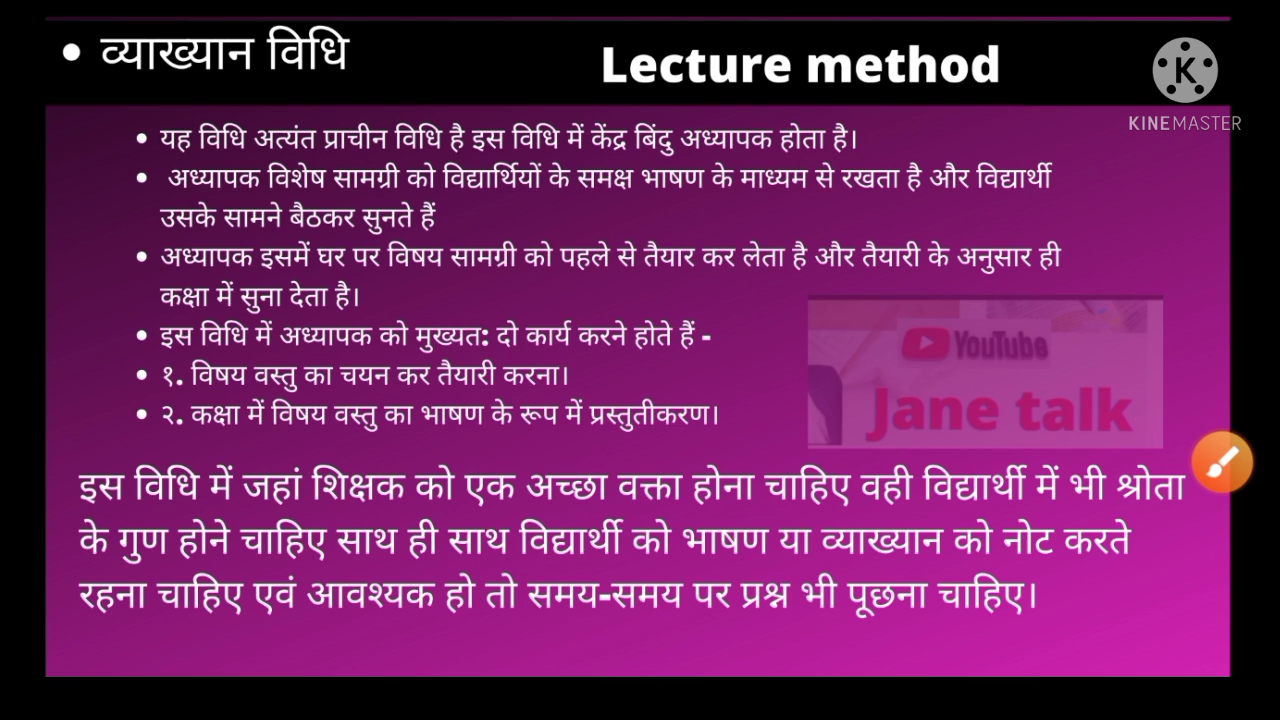 • व्याख्यान विधि
Lecture method
K
KINEMASTER
• यह विधि अत्यंत प्राचीन विधि है इस विधि में केंद्र बिंदु अध्यापक होता है।
• अध्यापक विशेष सामग्री को विद्यार्थियों के समक्ष भाषण के माध्यम से रखता है और विद्यार्थी
उसके सामने बैठकर सुनते हैं
• अध्यापक इसमें घर पर विषय सामग्री को पहले से तैयार कर लेता है और तैयारी के अनुसार ही
कक्षा में सुना देता है।
• इस विधि में अध्यापक को मुख्यत: दो कार्य करने होते हैं -
• १. विषय वस्तु का चयन कर तैयारी करना।
• २. कक्षा में विषय वस्तु का भाषण के रूप में प्रस्तुतीकरण।
YouTube
Jane talk
इस विधि में जहां शिक्षक को एक अच्छा वक्ता होना चाहिए वही विद्यार्थी में भी श्रोता
के गुण होने चाहिए साथ ही साथ विद्यार्थी को भाषण या व्याख्यान को नोट करते
रहना चाहिए एवं आवश्यक हो तो समय-समय पर प्रश्न भी पूछना चाहिए।